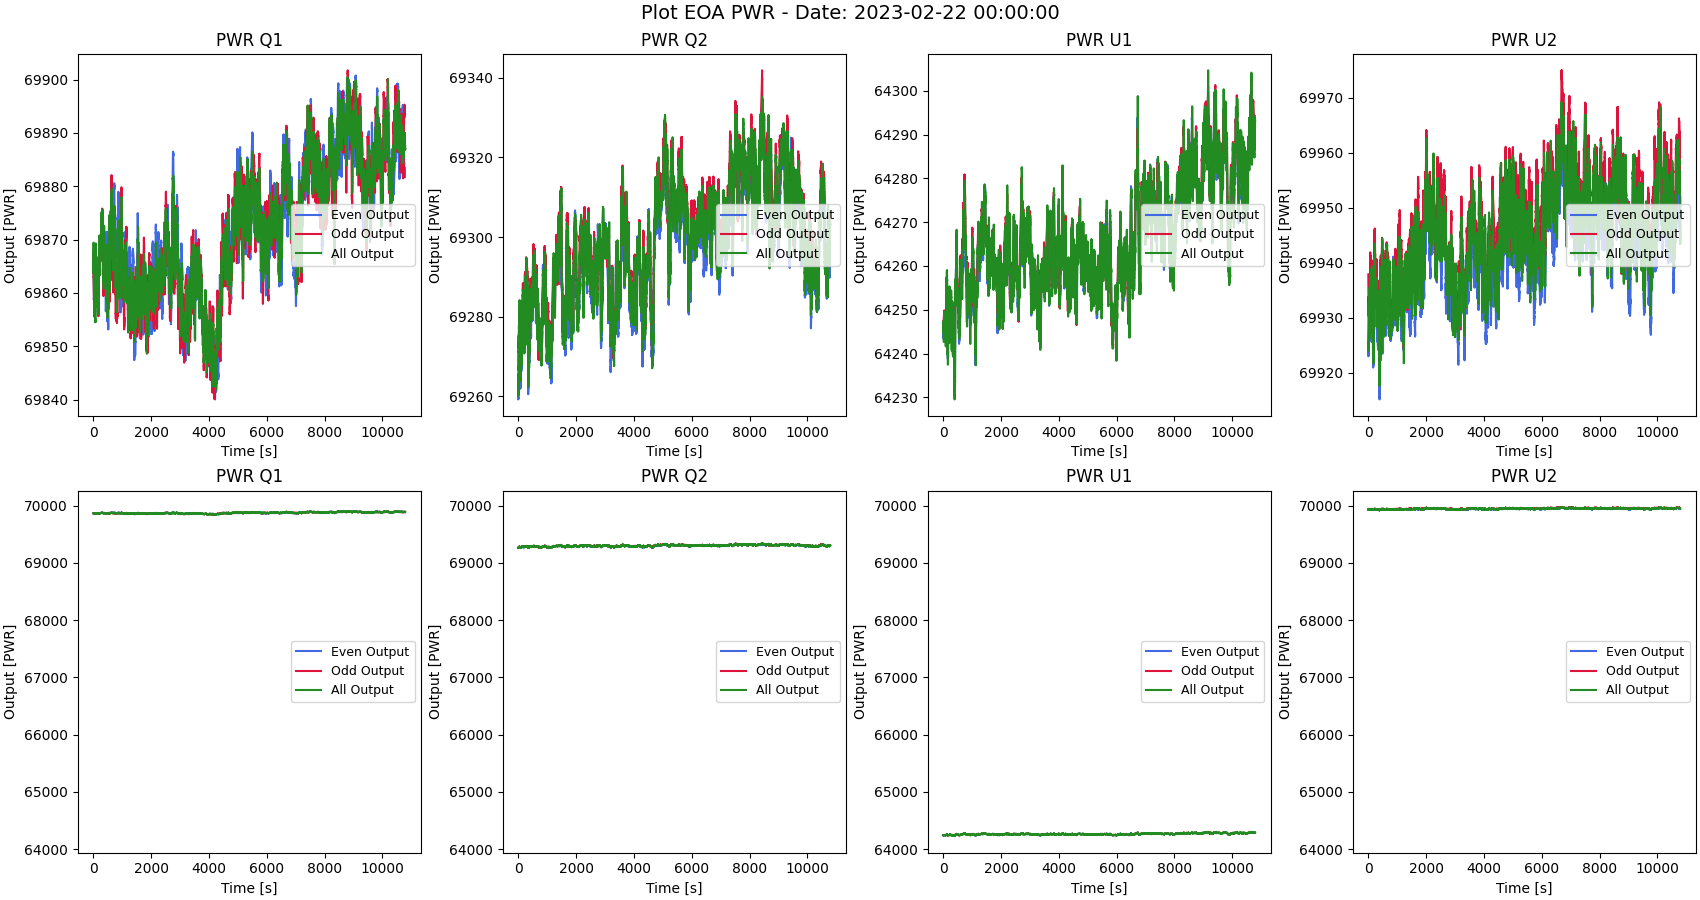 Plot EOA PWR - Date: 2023-02-22 00:00:00
PWR Q1
PWR Q2
PWR U1
PWR U2
69900
69890
69880
69870
69860
69850
69840
Output [PWR]
0 2000 4000 6000 8000 10000
Time [s]
Even Output
Odd Output
All Output
69340
69320
69300
69280
69260
Output [PWR]
0 2000 4000 6000 8000 10000
Time [s]
Even Output
Odd Output
All Output
64300
64290
64280
64270
64260
64250
64240
64230
Output [PWR]
0 2000 4000 6000 8000 10000
Time [s]
Even Output
Odd Output
All Output
69970
69960
69950
69940
69930
69920
Output [PWR]
0 2000 4000 6000 8000 10000
Time [s]
Even Output
Odd Output
All Output
PWR Q1
PWR Q2
PWR U1
PWR U2
70000
69000
68000
67000
66000
65000
64000
Output [PWR]
0 2000 4000 6000 8000 10000
Time [s]
Even Output
Odd Output
All Output
70000
69000
68000
67000
66000
65000
64000
Output [PWR]
0 2000 4000 6000 8000 10000
Time [s]
Even Output
Odd Output
All Output
70000
69000
68000
67000
66000
65000
64000
Output [PWR]
0 2000 4000 6000 8000 10000
Time [s]
Even Output
Odd Output
All Output
70000
69000
68000
67000
66000
65000
64000
Output [PWR]
0 2000 4000 6000 8000 10000
Time [s]
Even Output
Odd Output
All Output